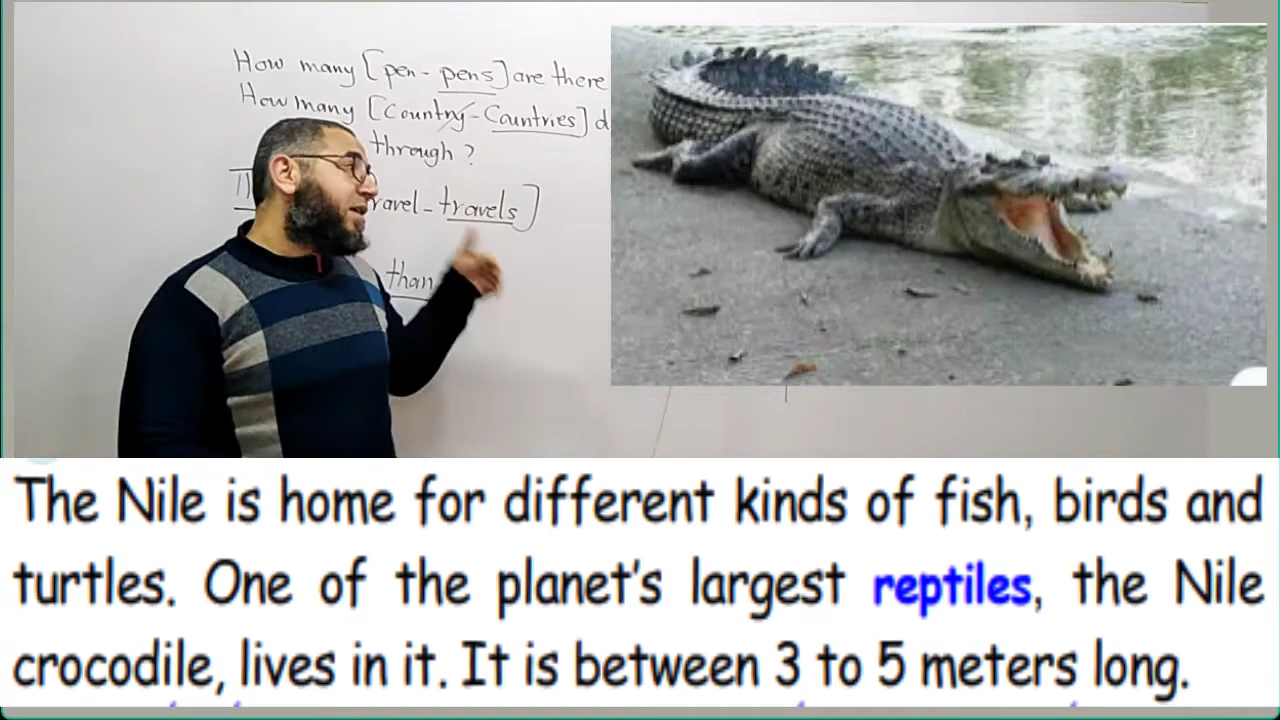 How many [pen - pens] are there
How many [Country - Countries] d
through ?
ravel - travels]
than
The Nile is home for different kinds of fish, birds and
turtles. One of the planet's largest reptiles, the Nile
crocodile, lives in it. It is between 3 to 5 meters long.